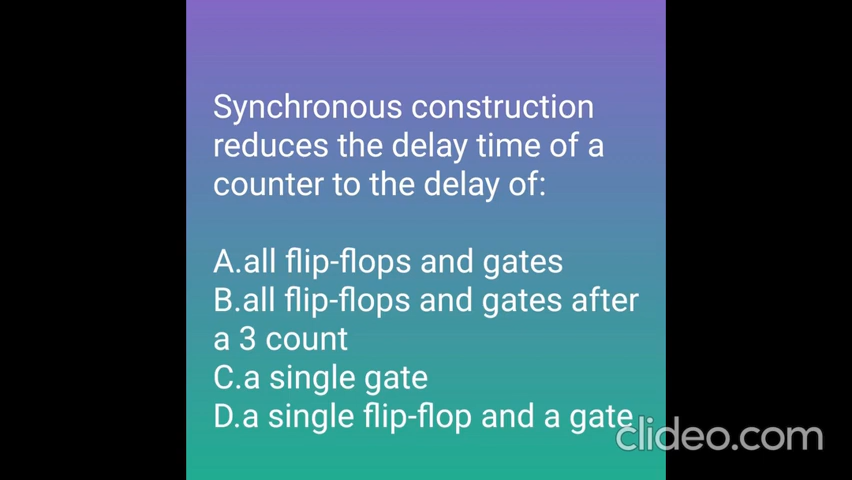 Synchronous construction
reduces the delay time of a
counter to the delay of:
A.all flip-flops and gates
B.all flip-flops and gates after
a 3 count
C.a single gate
D.a single flip-flop and a gate
clideo.com